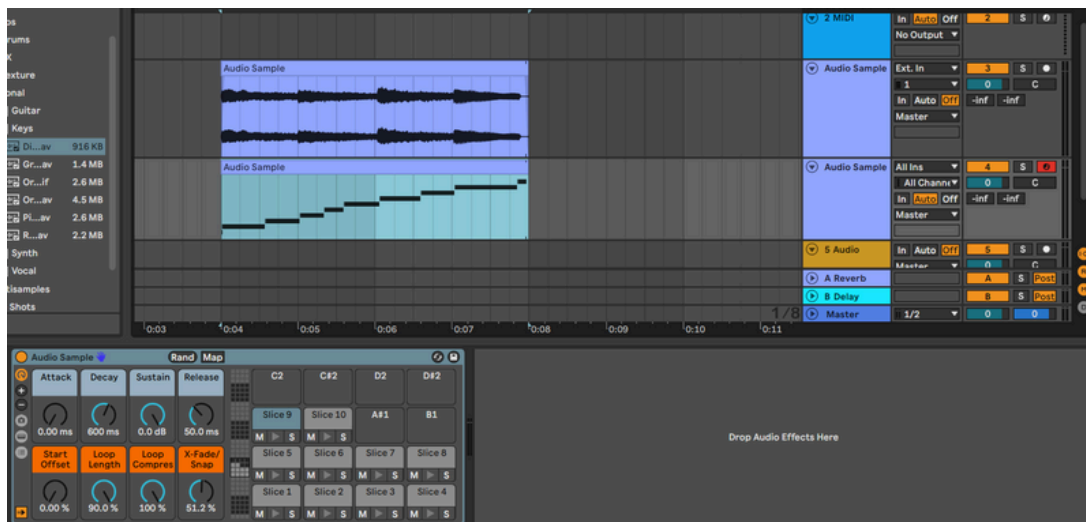 os
rums
X
exture
onal
Guitar
Keys
Di...av 916 KB
Gr...av 1.4 MB
Or...if 2.6 MB
Or...av 4.5 MB
Pi...av 2.6 MB
R...av 2.2 MB
Synth
Vocal
tisamples
Shots
Audio Sample
Audio Sample
2 MIDI In Auto Off 2 S
No Output
Audio Sample Ext. In 3 S
1 0 C
In Auto Off -inf -inf
Master
Audio Sample All Ins 4 S
All Channe 0 C
In Auto Off -inf -inf
Master
5 Audio In Auto Off 5 S
Master 0 C
A Reverb A S Post
B Delay B S Post
1/8 Master 1/2 0 0
0:03 0:04 0:05 0:06 0:07 0:08 0:09 0:10 0:11
Audio Sample Rand Map
Attack Decay Sustain Release
0.00 ms 600 ms 0.0 dB 50.0 ms
Start Offset Loop Length Loop Compres X-Fade/ Snap
0.00 % 90.0 % 100 % 51.2 %
C2 C#2 D2 D#2
Slice 9 Slice 10 A#1 B1
M S M S
Slice 5 Slice 6 Slice 7 Slice 8
M S M S M S M S
Slice 1 Slice 2 Slice 3 Slice 4
M S M S M S M S
Drop Audio Effects Here